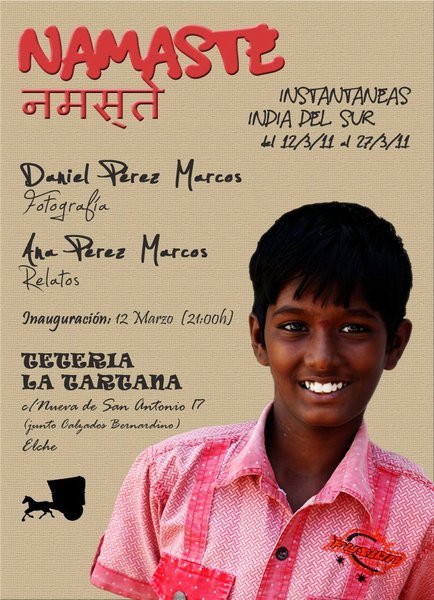 NAMASTE
नमस्ते
INSTANTANEAS
INDIA DEL SUR
del 12/3/11 al 27/3/11
Daniel Perez Marcos
Fotografía
Ana Perez Marcos
Relatos
Inauguración: 12 Marzo (21:00h)
TETERIA
LA TARTANA
c/Nueva de San Antonio 17
(junto Calzados Bernardino)
Elche